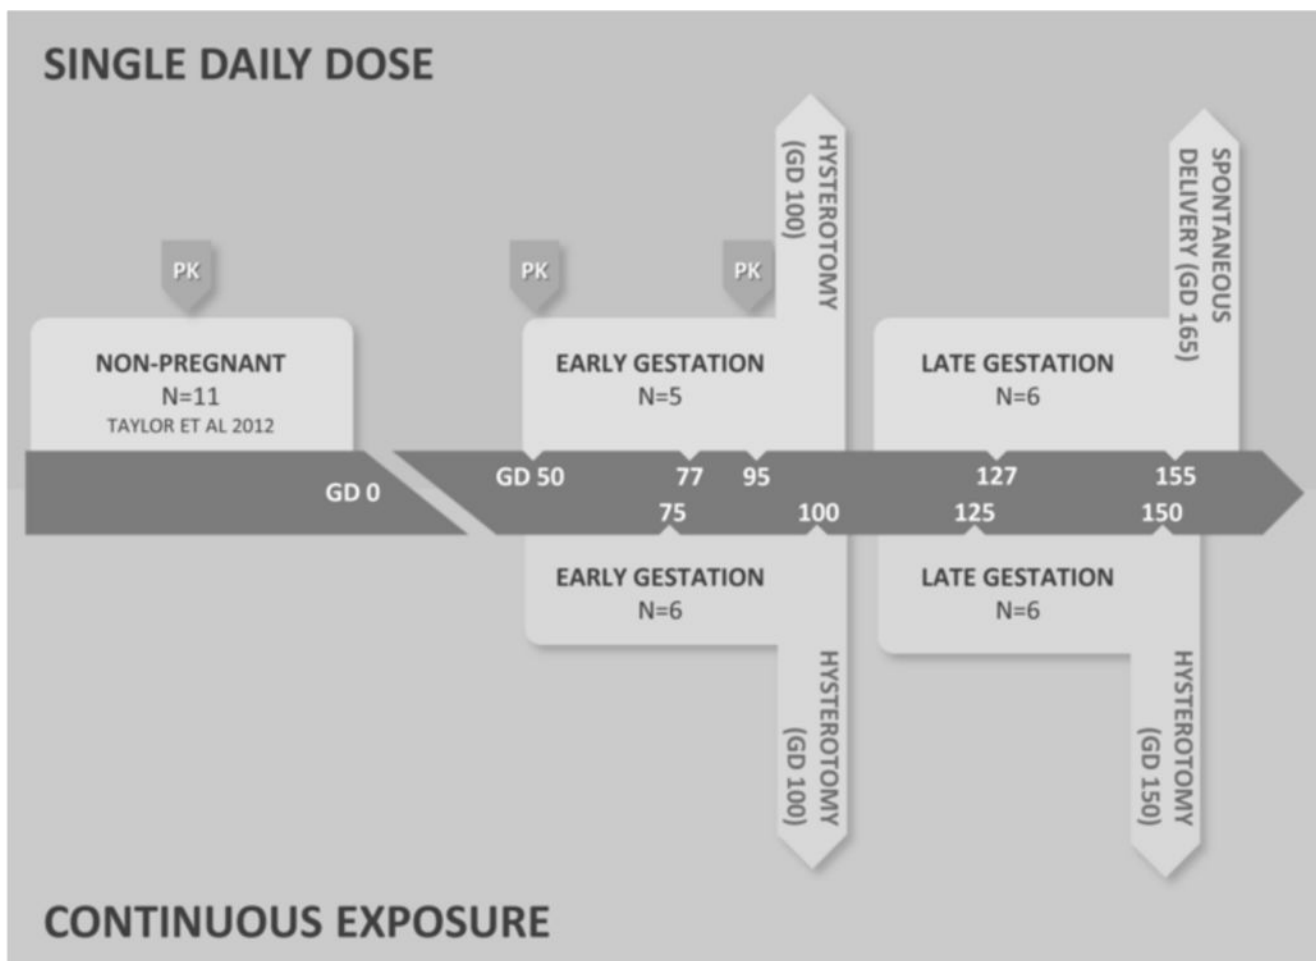 SINGLE DAILY DOSE
HYSTEROTOMY
(GD 100)
SPONTANEOUS
DELIVERY (GD 165)
PK
PK
PK
NON-PREGNANT
N=11
TAYLOR ET AL 2012
EARLY GESTATION
N=5
LATE GESTATION
N=6
GD 0
GD 50
77
95
127
155
75
100
125
150
EARLY GESTATION
N=6
LATE GESTATION
N=6
HYSTEROTOMY
(GD 100)
HYSTEROTOMY
(GD 150)
CONTINUOUS EXPOSURE